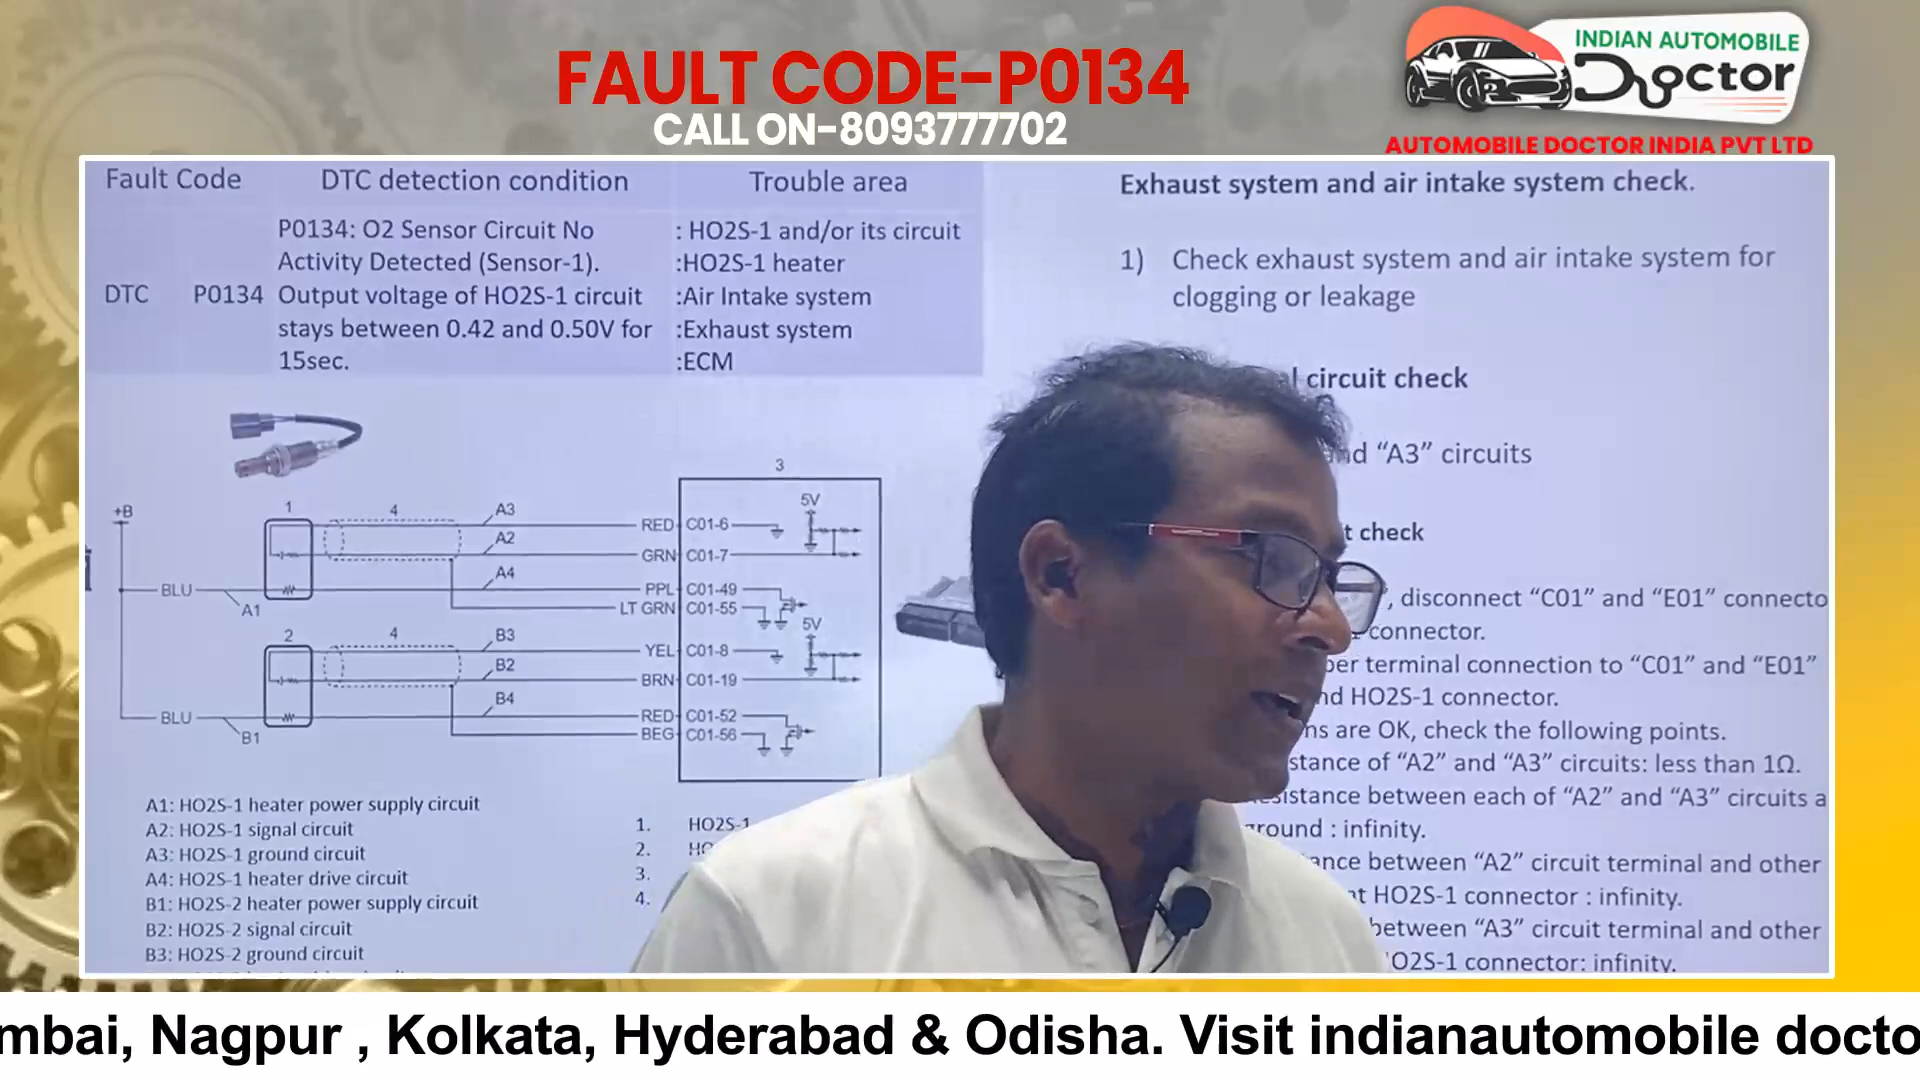 FAULT CODE-P0134
CALL ON-8093777702
INDIAN AUTOMOBILE
Doctor
AUTOMOBILE DOCTOR INDIA PVT LTD
Fault Code
DTC detection condition
Trouble area
DTC P0134
P0134: O2 Sensor Circuit No
Activity Detected (Sensor-1).
Output voltage of HO2S-1 circuit
stays between 0.42 and 0.50V for
15sec.
: HO2S-1 and/or its circuit
:HO2S-1 heater
:Air Intake system
:Exhaust system
:ECM
+B
1
4
A3
A2
A4
BLU
A1
3
5V
RED C01-6
GRN C01-7
PPL C01-49
LT GRN C01-55
2
4
B3
B2
B4
BLU
B1
5V
YEL C01-8
BRN C01-19
RED C01-52
BEG C01-56
A1: HO2S-1 heater power supply circuit
A2: HO2S-1 signal circuit
A3: HO2S-1 ground circuit
A4: HO2S-1 heater drive circuit
B1: HO2S-2 heater power supply circuit
B2: HO2S-2 signal circuit
B3: HO2S-2 ground circuit
1. HO2S-1
2.
3.
4.
Exhaust system and air intake system check.
1) Check exhaust system and air intake system for
clogging or leakage
circuit check
“A3” circuits
check
, disconnect “C01” and “E01”
connector.
terminal connection to “C01” and “E01”
HO2S-1 connector.
are OK, check the following points.
of “A2” and “A3” circuits: less than 1Ω.
between each of “A2” and “A3” circuits
: infinity.
between “A2” circuit terminal and other
at HO2S-1 connector : infinity.
between “A3” circuit terminal and other
connector: infinity.
Nagpur , Kolkata, Hyderabad & Odisha. Visit indianautomobile